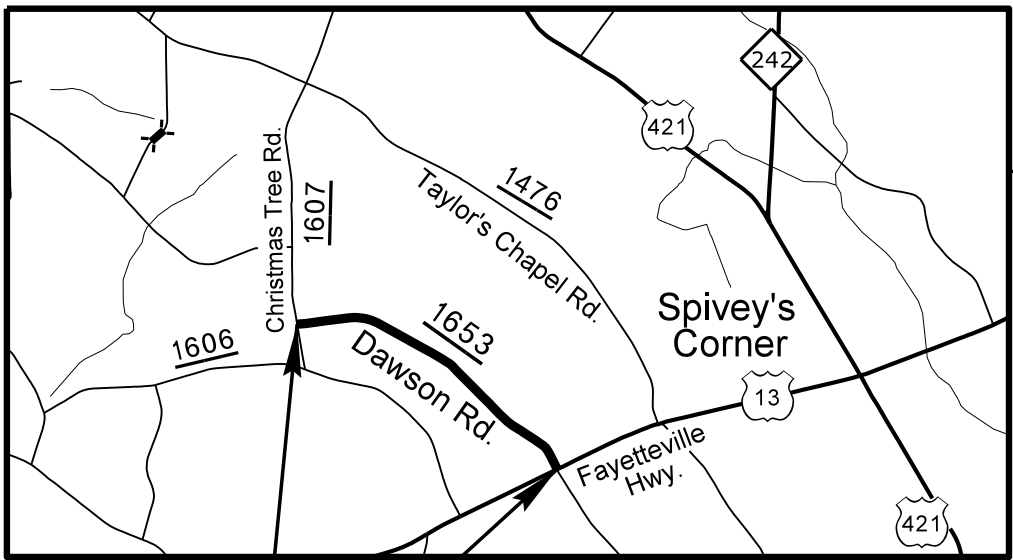 242
421
1476
Taylor's Chapel Rd.
Christmas Tree Rd.
1607
Spivey's
Corner
1653
Dawson Rd.
1606
13
Fayetteville
Hwy.
421